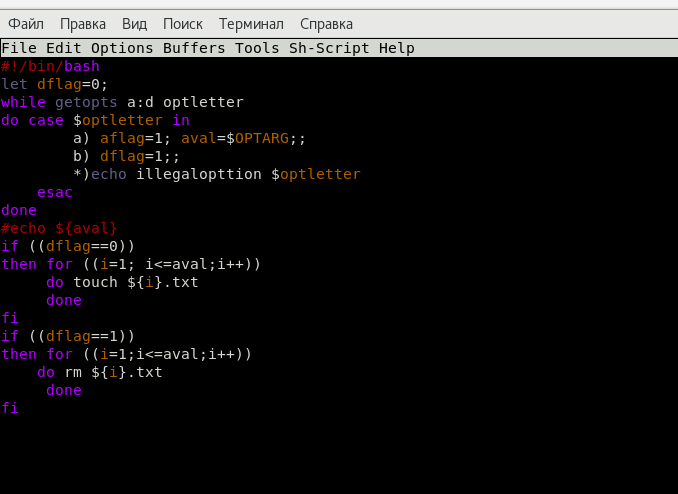 Файл Правка Вид Поиск Терминал Справка
File Edit Options Buffers Tools Sh-Script Help
#!/bin/bash
let dflag=0;
while getopts a:d optletter
do case $optletter in
        a) aflag=1; aval=$OPTARG;;
        b) dflag=1;;
        *)echo illegalopttion $optletter
    esac
done
#echo ${aval}
if ((dflag==0))
then for ((i=1; i<=aval;i++))
     do touch ${i}.txt
     done
fi
if ((dflag==1))
then for ((i=1;i<=aval;i++))
    do rm ${i}.txt
     done
fi